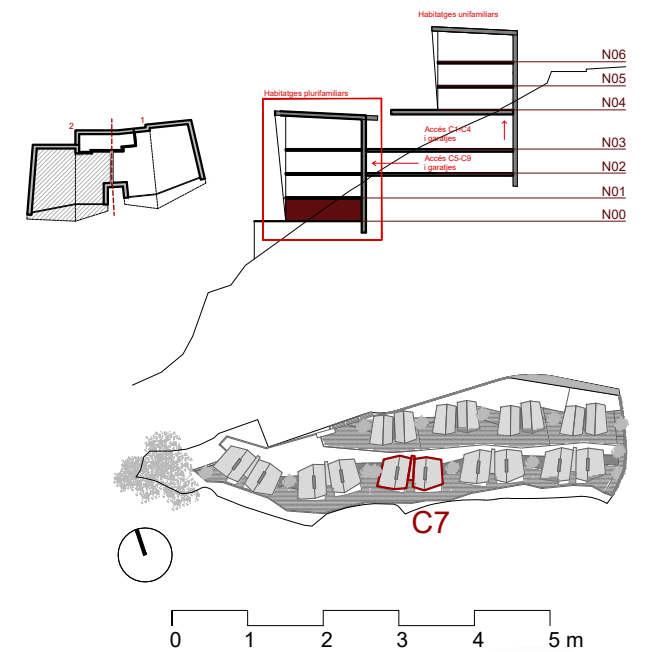 Habitatges unifamiliars
N06
N05
Habitatges plurifamiliars
N04
2
1
Accés C1-C4
i garatjes
N03
Accés C5-C9
i garatjes
N02
N01
N00
C7
0 1 2 3 4 5 m